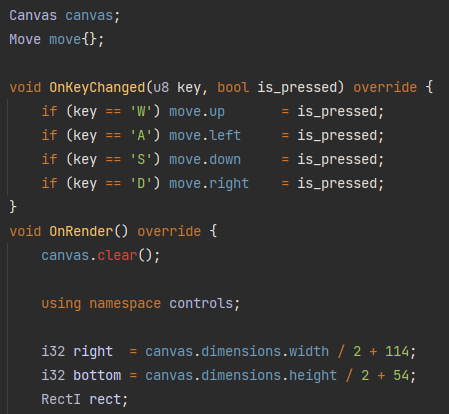 Canvas canvas;
Move move{};

void OnKeyChanged(u8 key, bool is_pressed) override {
    if (key == 'W') move.up       = is_pressed;
    if (key == 'A') move.left     = is_pressed;
    if (key == 'S') move.down     = is_pressed;
    if (key == 'D') move.right    = is_pressed;
}
void OnRender() override {
    canvas.clear();

    using namespace controls;

    i32 right  = canvas.dimensions.width / 2 + 114;
    i32 bottom = canvas.dimensions.height / 2 + 54;
    RectI rect;